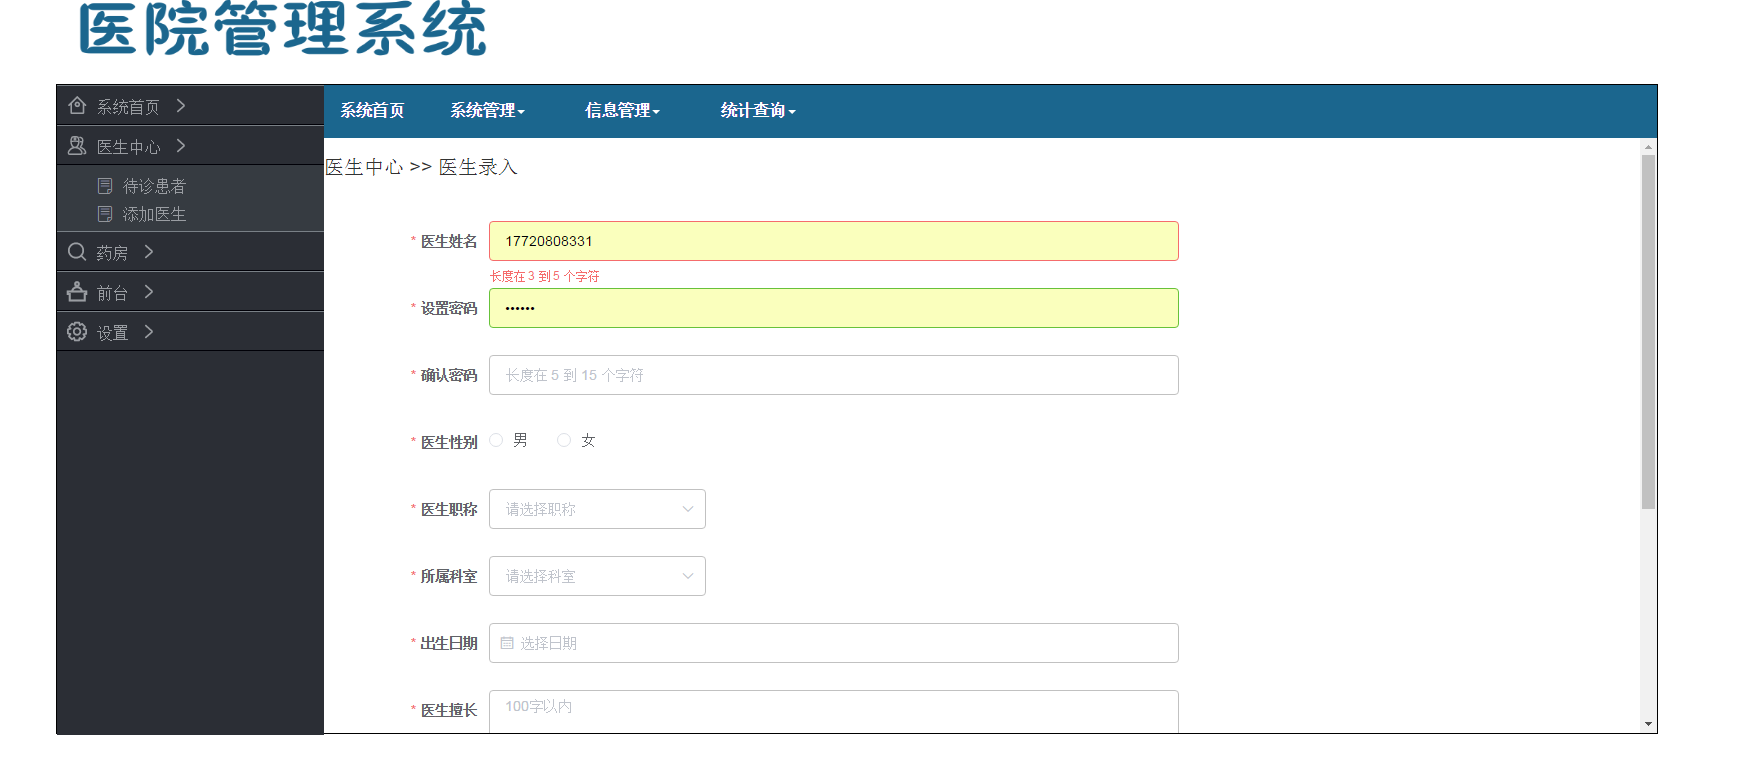 医院管理系统
系统首页 系统管理 信息管理 统计查询
系统首页
医生中心
待诊患者
添加医生
药房
前台
设置
医生中心 >> 医生录入
* 医生姓名 17720808331
长度在 3 到 5 个字符
* 设置密码 ••••••
* 确认密码 长度在 5 到 15 个字符
* 医生性别 男 女
* 医生职称 请选择职称
* 所属科室 请选择科室
* 出生日期 选择日期
* 医生擅长 100字以内